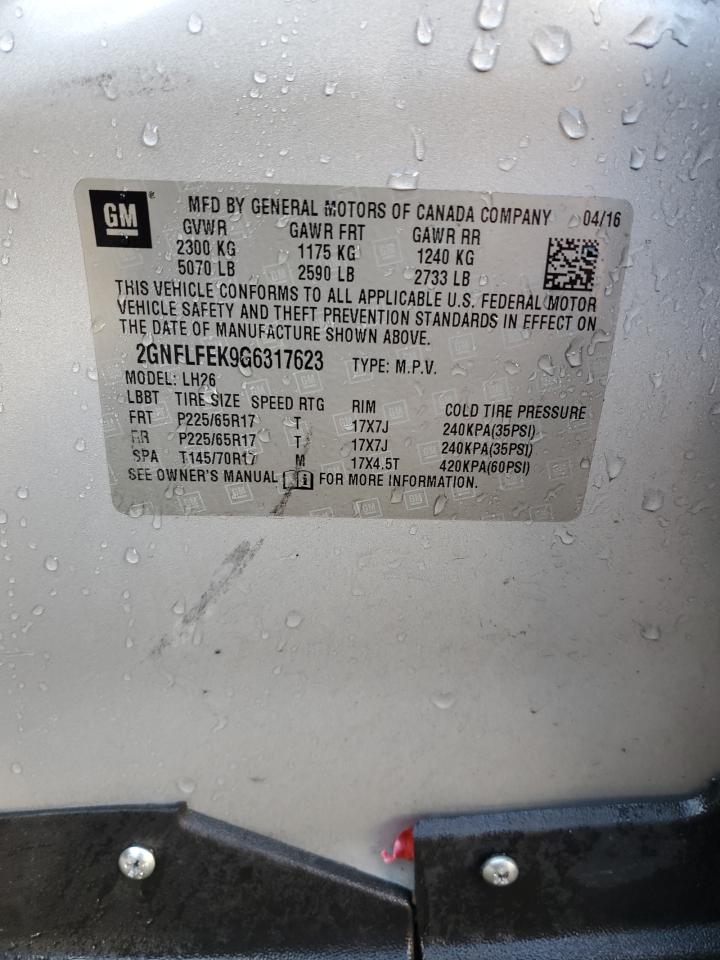 GM
MFD BY GENERAL MOTORS OF CANADA COMPANY 04/16
GVWR GAWR FRT GAWR RR
2300 KG 1175 KG 1240 KG
5070 LB 2590 LB 2733 LB
THIS VEHICLE CONFORMS TO ALL APPLICABLE U.S. FEDERAL MOTOR
VEHICLE SAFETY AND THEFT PREVENTION STANDARDS IN EFFECT ON
THE DATE OF MANUFACTURE SHOWN ABOVE.
2GNFLFEK9G6317623 TYPE: M.P.V.
MODEL: LH26
LBBT TIRE SIZE SPEED RTG RIM COLD TIRE PRESSURE
FRT P225/65R17 T 17X7J 240KPA(35PSI)
RR P225/65R17 T 17X7J 240KPA(35PSI)
SPA T145/70R17 M 17X4.5T 420KPA(60PSI)
SEE OWNER'S MANUAL FOR MORE INFORMATION.